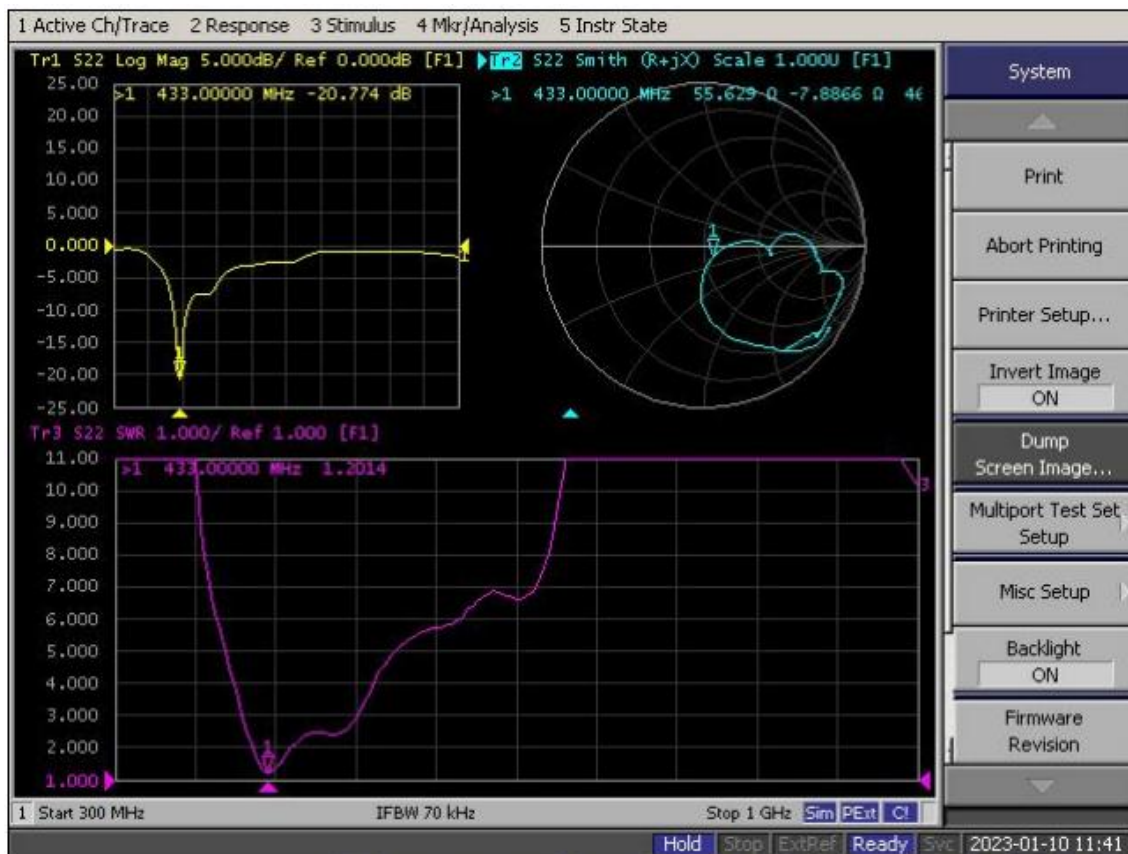 1 Active Ch/Trace 2 Response 3 Stimulus 4 Mkr/Analysis 5 Instr State
Tr1 S22 Log Mag 5.000dB/ Ref 0.000dB [F1]
25.00
>1 433.00000 MHz -20.774 dB
20.00
15.00
10.00
5.000
0.000
-5.000
-10.00
-15.00
-20.00
-25.00
1
1
Tr2 S22 Smith (R+jX) Scale 1.000U [F1]
>1 433.00000 MHz 55.629 Ω -7.8866 Ω 46
1
Tr3 S22 SWR 1.000/ Ref 1.000 [F1]
11.00
>1 433.00000 MHz 1.2014
10.00
9.000
8.000
7.000
6.000
5.000
4.000
3.000
2.000
1.000
1
3
1 Start 300 MHz IFBW 70 kHz Stop 1 GHz Sim PExt C!
System
Print
Abort Printing
Printer Setup...
Invert Image
ON
Dump
Screen Image...
Multiport Test Set
Setup
Misc Setup
Backlight
ON
Firmware
Revision
Hold Stop ExtRef Ready Svc 2023-01-10 11:41